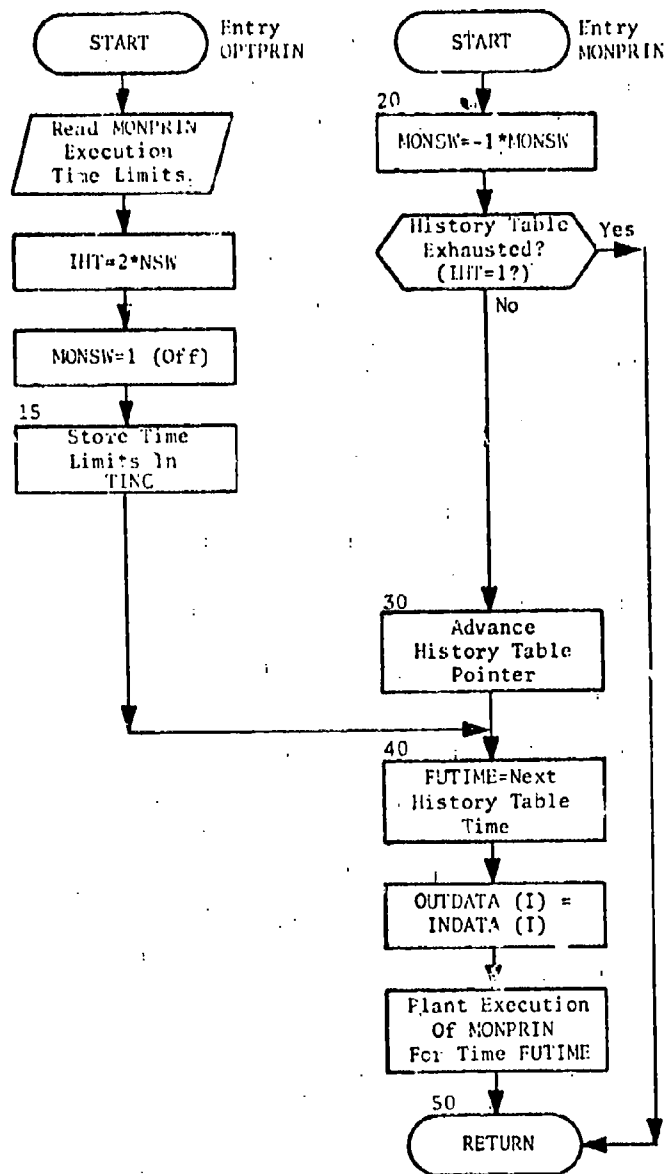 START
Entry
OPTPRIN
Read MONPRIN
Execution
Time Limits.
IHT=2*NSW
MONSW=1 (Off)
15
Store Time
Limits In
TINC
START
Entry
MONPRIN
20
MONSW=-1*MONSW
History Table
Exhausted?
(IHT=1?)
Yes
No
30
Advance
History Table
Pointer
40
FUTIME=Next
History Table
Time
OUTDATA (I) =
INDATA (I)
Plant Execution
Of MONPRIN
For Time FUTIME
50
RETURN